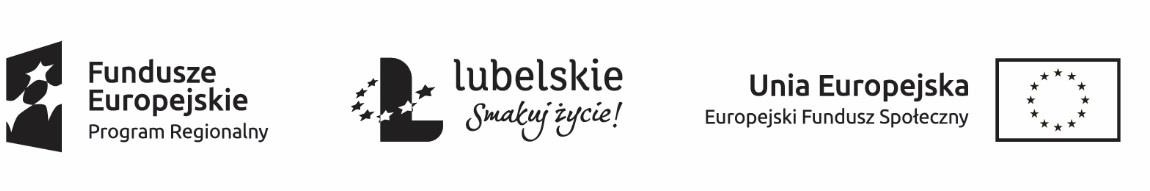 Fundusze
Europejskie
Program Regionalny
lubelskie
Smakuj życie!
Unia Europejska
Europejski Fundusz Społeczny